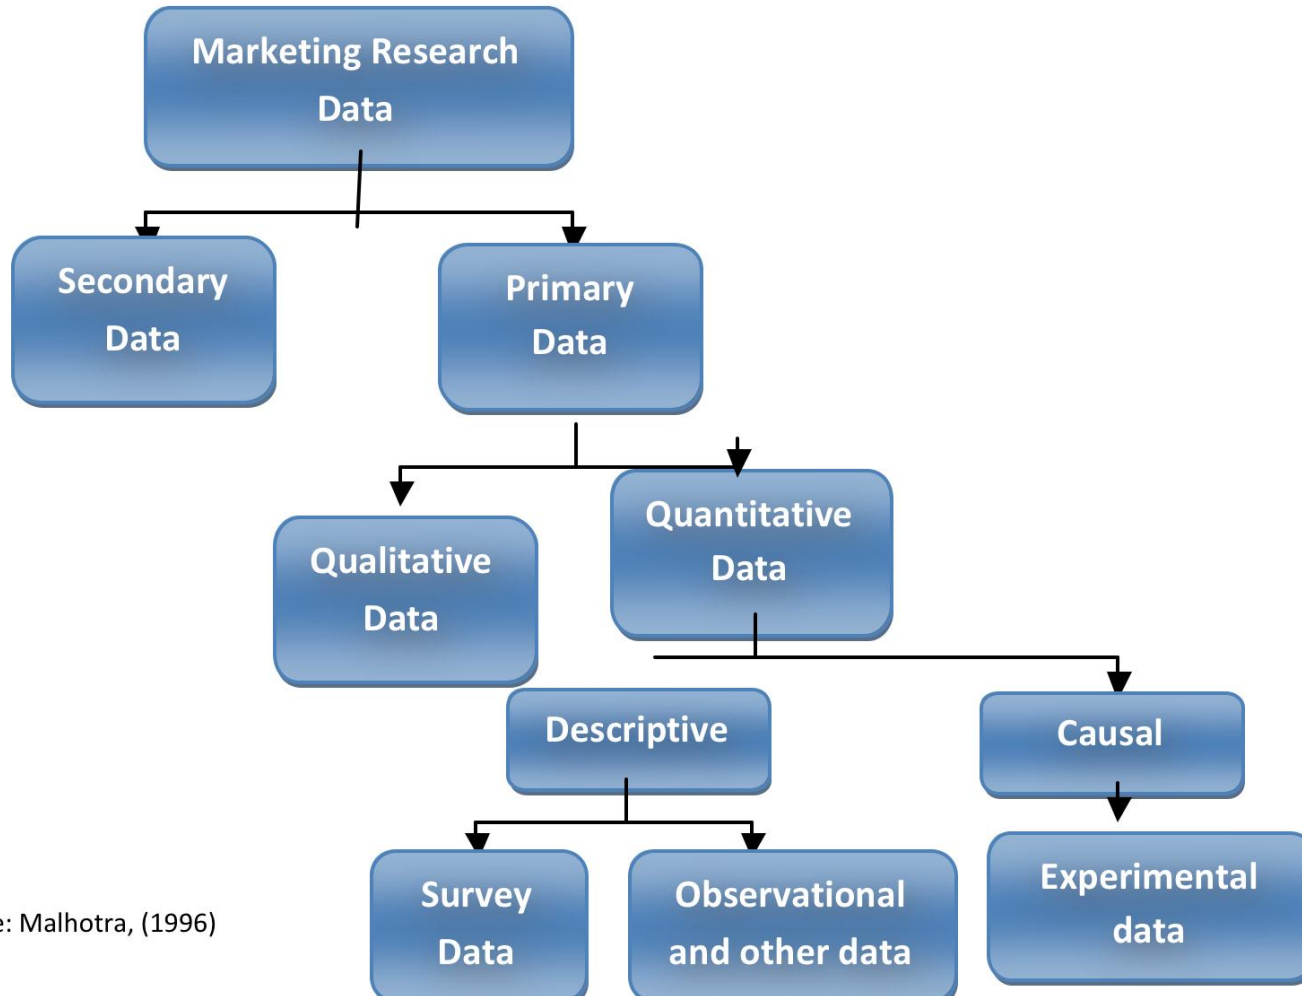 Marketing Research
Data
Secondary
Data
Primary
Data
Qualitative
Data
Quantitative
Data
Descriptive
Causal
Survey
Data
Observational
and other data
Experimental
data
e: Malhotra, (1996)